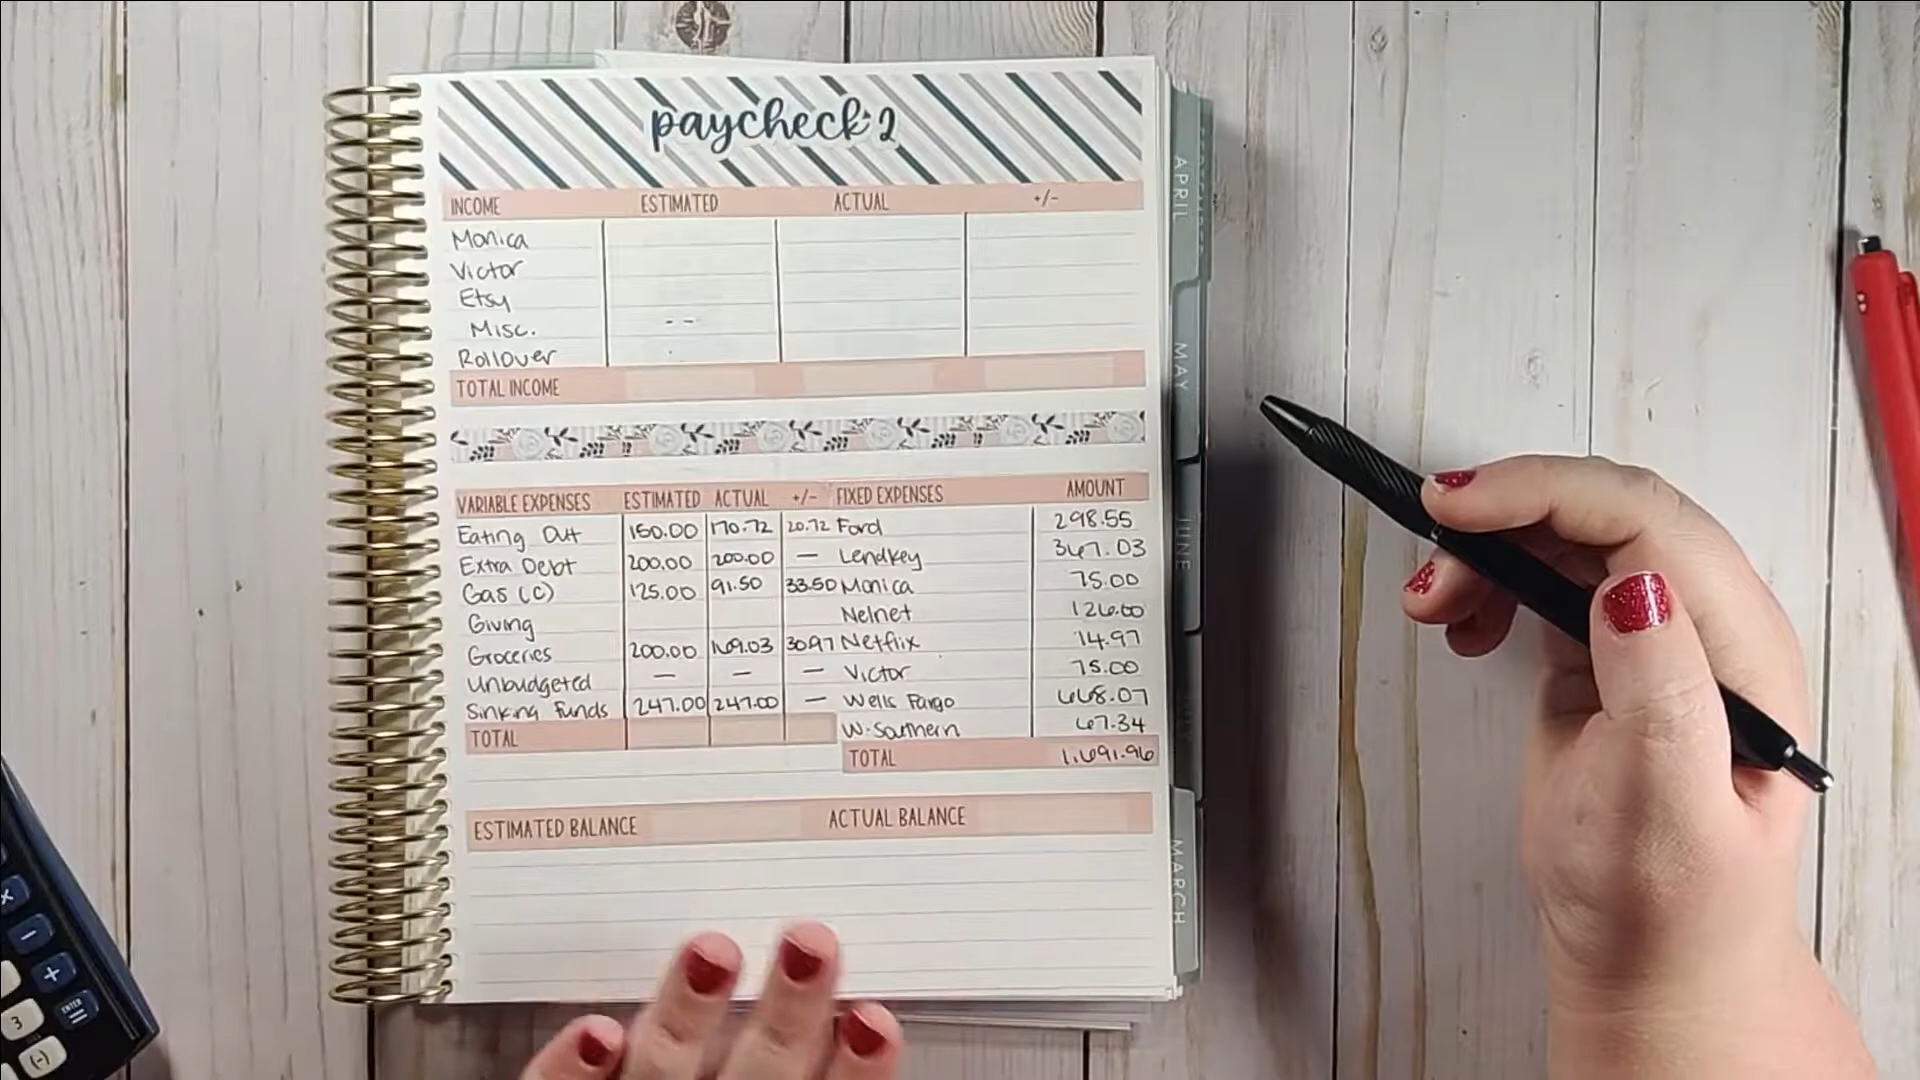 paycheck 2
INCOME ESTIMATED ACTUAL +/-
Monica
Victor
Etsy
Misc. --
Rollover
TOTAL INCOME
VARIABLE EXPENSES ESTIMATED ACTUAL +/- FIXED EXPENSES AMOUNT
Eating Out 150.00 170.72 20.72 Ford 298.55
Extra Debt 200.00 200.00 — Lendkey 367.03
Gas (C) 125.00 91.50 33.50 Monica 75.00
Giving Nelnet 126.00
Groceries 200.00 169.03 30.97 Netflix 14.97
Unbudgeted — — — Victor 75.00
Sinking Funds 247.00 247.00 — Wells Fargo 668.07
W. Southern 67.34
TOTAL TOTAL 1,691.96
ESTIMATED BALANCE ACTUAL BALANCE
APRIL
MAY
JUNE
JULY
MARCH
×
−
+
3
ENTER
=
(-)